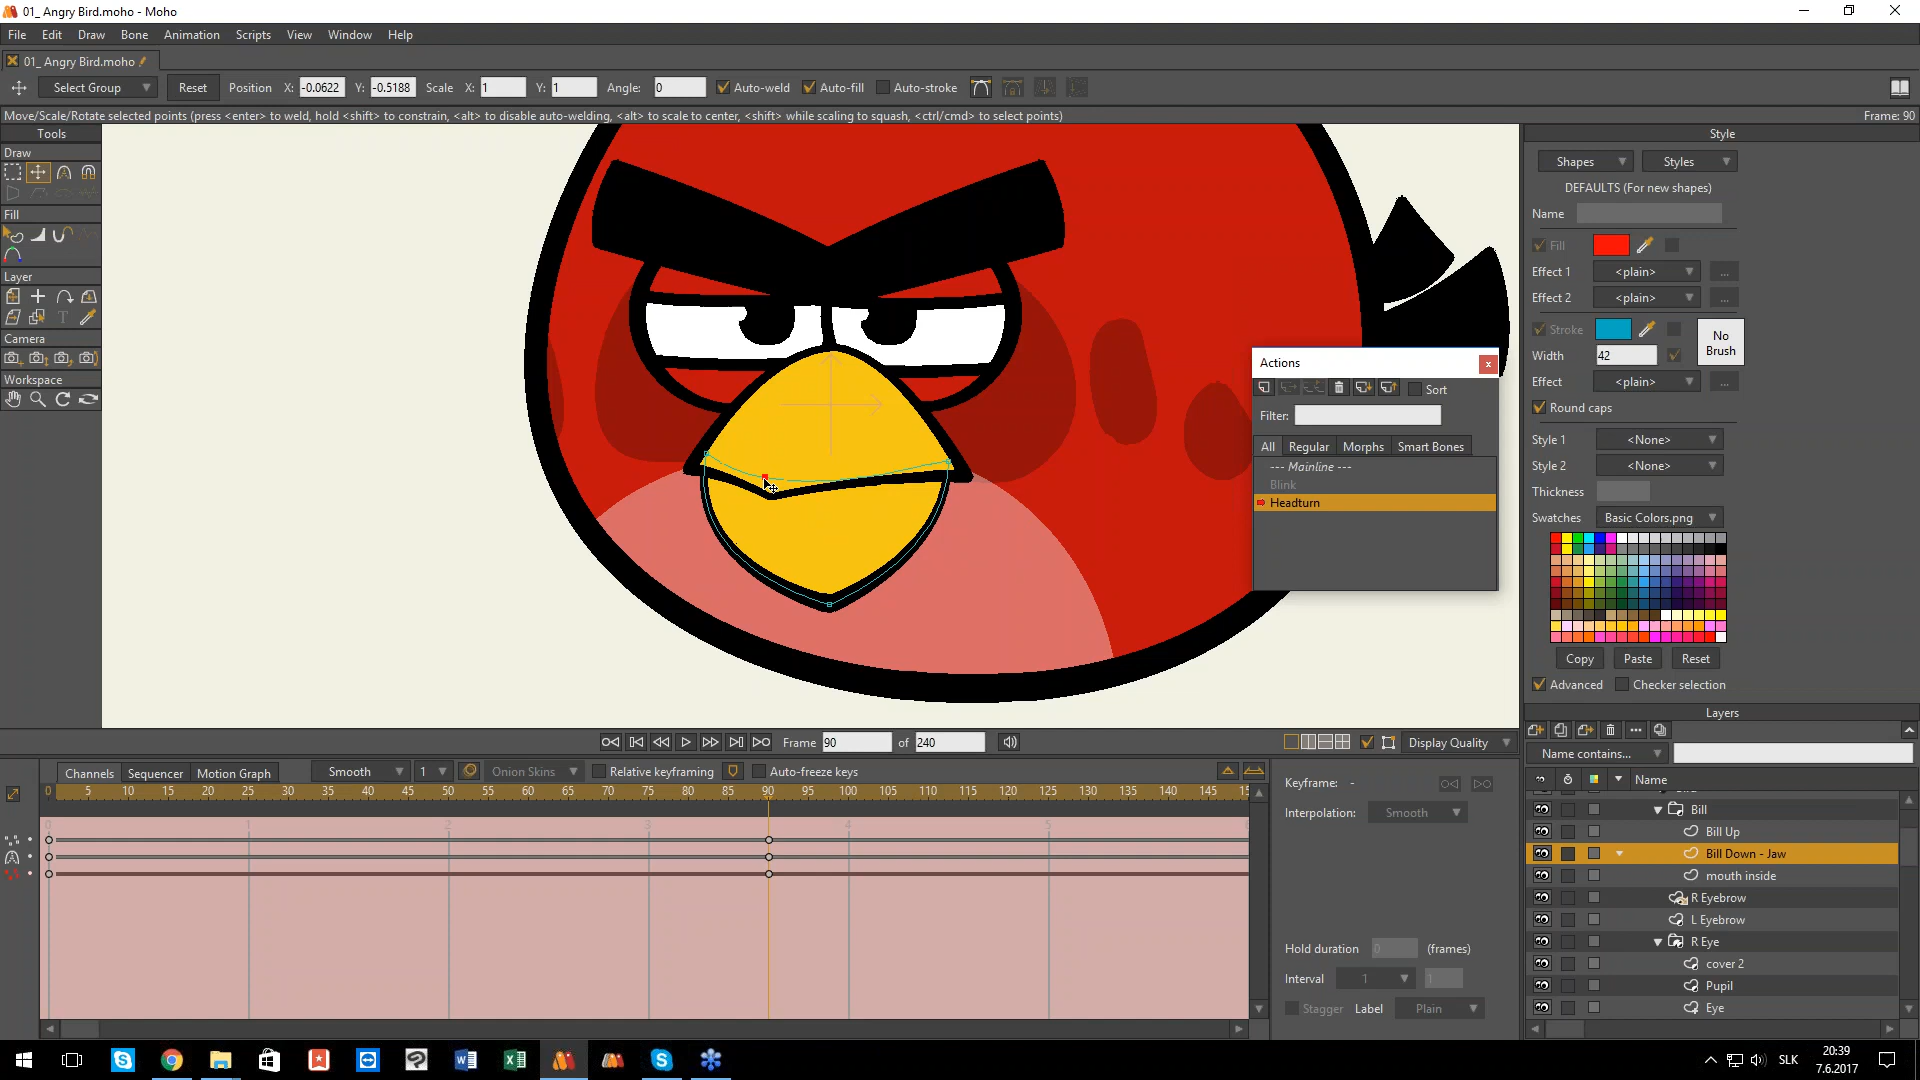 01_ Angry Bird.moho - Moho
File Edit Draw Bone Animation Scripts View Window Help
01_ Angry Bird.moho
Select Group Reset Position X: -0.0622 Y: -0.5188 Scale X: 1 Y: 1 Angle: 0 Auto-weld Auto-fill Auto-stroke
Move/Scale/Rotate selected points (press <enter> to weld, hold <shift> to constrain, <alt> to disable auto-welding, <alt> to scale to center, <shift> while scaling to squash, <ctrl/cmd> to select points) Frame: 90
Tools
Draw
Fill
Layer
Camera
Workspace
Actions
Sort
Filter:
All Regular Morphs Smart Bones
--- Mainline ---
Blink
Headturn
Style
Shapes Styles
DEFAULTS (For new shapes)
Name
Fill
Effect 1 <plain> ...
Effect 2 <plain> ...
Stroke No Brush
Width 42
Effect <plain> ...
Round caps
Style 1 <None>
Style 2 <None>
Thickness
Swatches Basic Colors.png
Copy Paste Reset
Advanced Checker selection
Layers
Name contains...
Name
Bill
Bill Up
Bill Down - Jaw
mouth inside
R Eyebrow
L Eyebrow
R Eye
cover 2
Pupil
Eye
Frame 90 of 240 Display Quality
Channels Sequencer Motion Graph Smooth 1 Onion Skins Relative keyframing Auto-freeze keys
0 5 10 15 20 25 30 35 40 45 50 55 60 65 70 75 80 85 90 95 100 105 110 115 120 125 130 135 140 145 15
0 1 2 3 4 5 6
Keyframe: -
Interpolation: Smooth
Hold duration 0 (frames)
Interval 1 1
Stagger Label Plain
SLK
20:39
7.6.2017